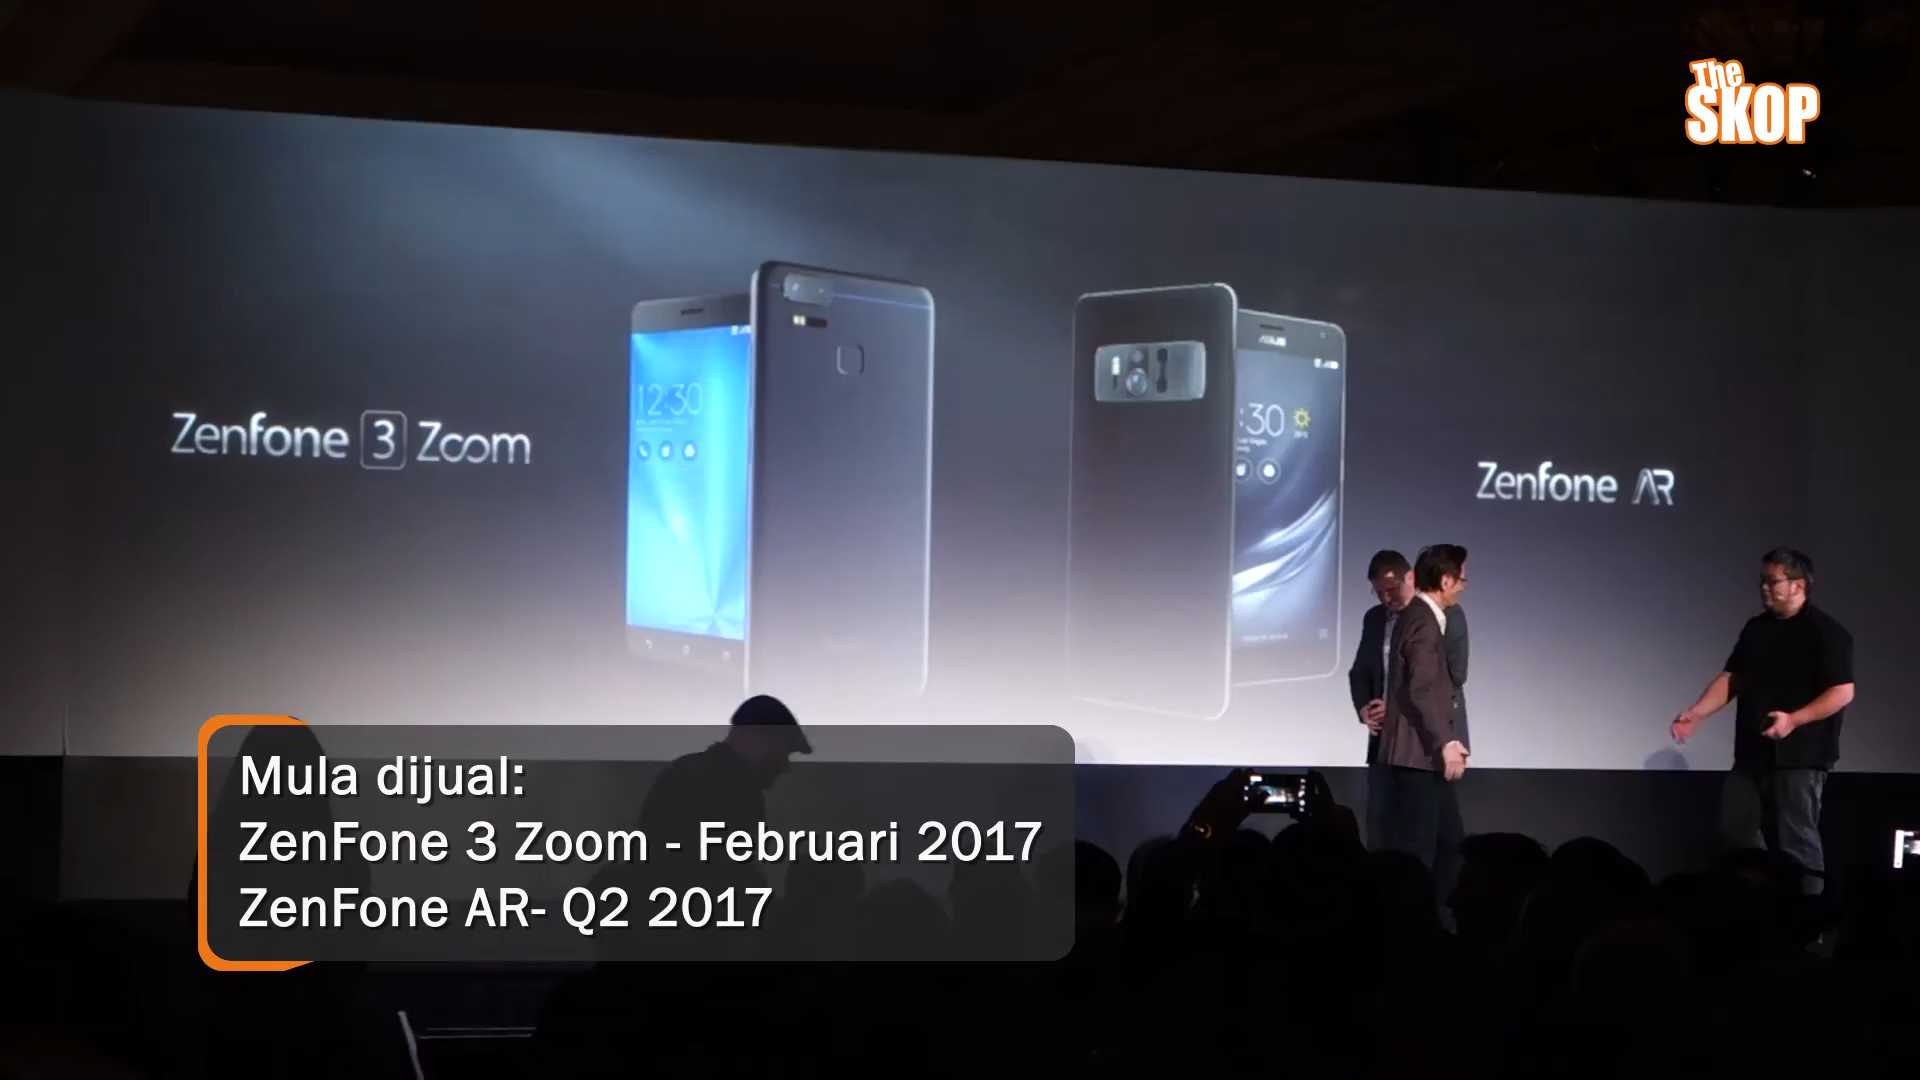 The
SKOP
Zenfone 3 Zoom
12:30
ASUS
:30
Zenfone AR
Mula dijual:
ZenFone 3 Zoom - Februari 2017
ZenFone AR- Q2 2017